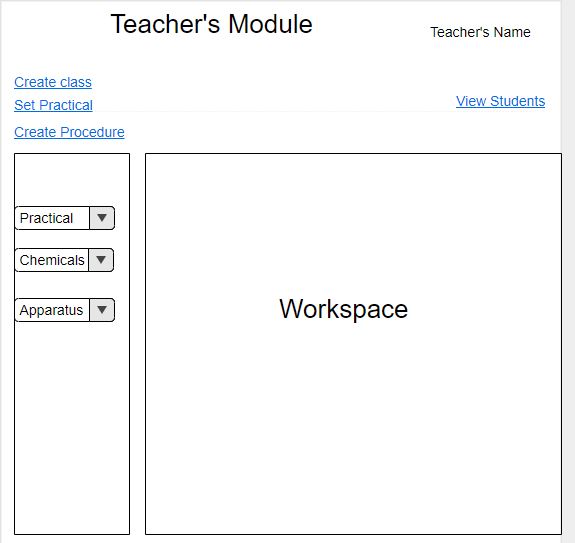 Teacher's Module
Teacher's Name
Create class
Set Practical
View Students
Create Procedure
Practical
Chemicals
Apparatus
Workspace